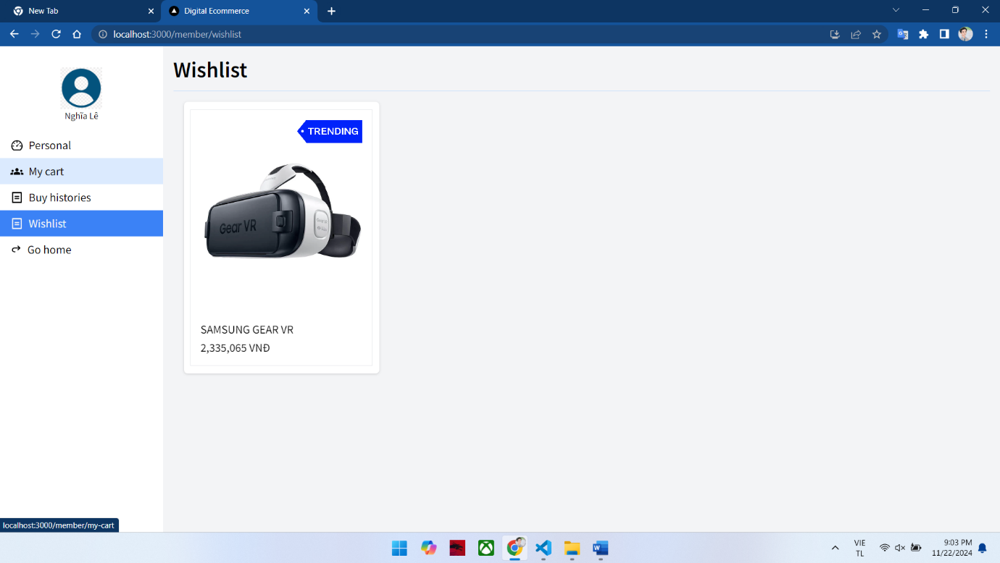 New Tab
Digital Ecommerce
localhost:3000/member/wishlist
Nghĩa Lê
Personal
My cart
Buy histories
Wishlist
Go home
Wishlist
TRENDING
Gear VR
SAMSUNG GEAR VR
2,335,065 VNĐ
localhost:3000/member/my-cart
VIE
TL
9:03 PM
11/22/2024